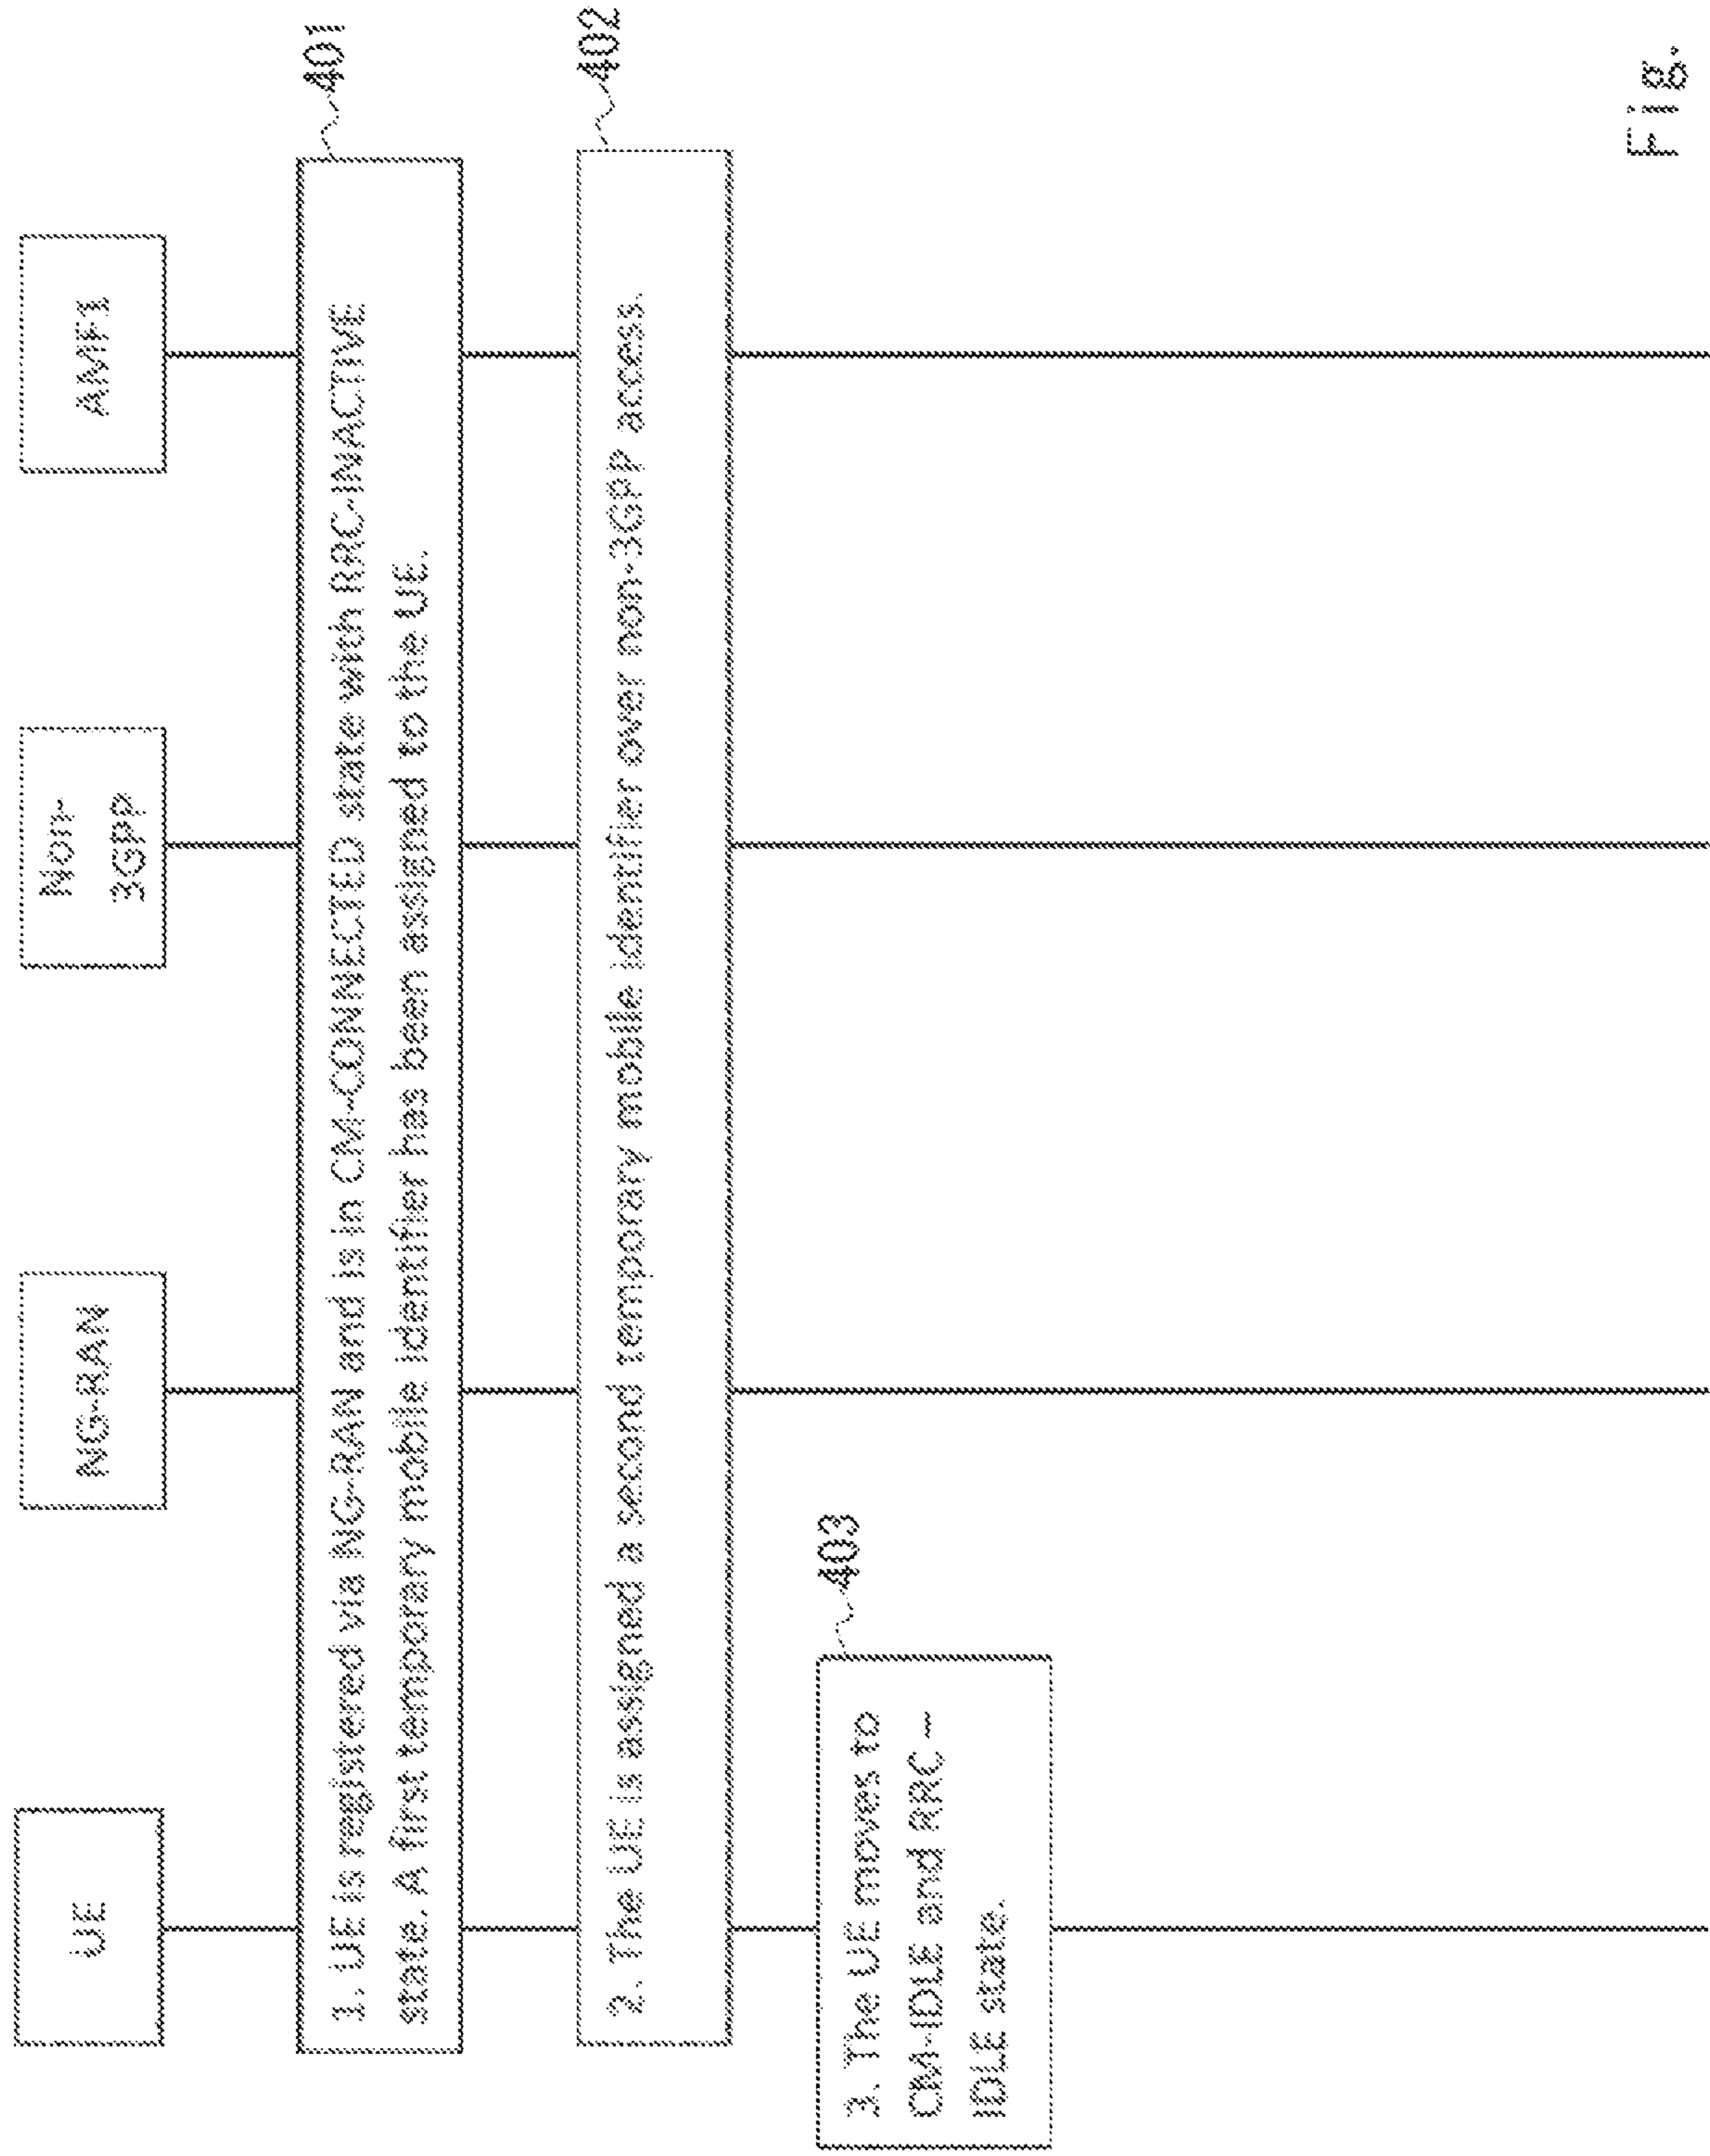 UE
NG-RAN
Non-
3GPP
AMF1
401
1. UE is registered via NG-RAN and is in CM-CONNECTED state with RRC-INACTIVE
state. A first temporary mobile identifier has been assigned to the UE.
402
2. The UE is assigned a second temporary mobile identifier over non-3GPP access.
403
3. The UE moves to
CM-IDLE and RRC –
IDLE state.
Fig.